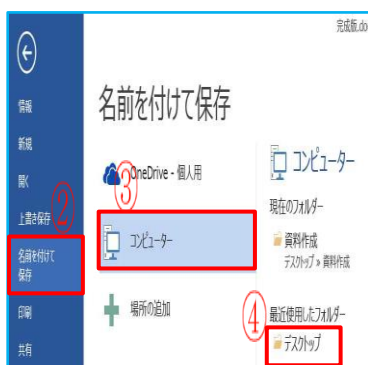 完成版.do
情報
新規
開く
上書き保存
②
名前を付けて
保存
印刷
共有
名前を付けて保存
OneDrive - 個人用
③
コンピューター
場所の追加
コンピューター
現在のフォルダー
資料作成
デスクトップ » 資料作成
④
最近使用したフォルダー
デスクトップ